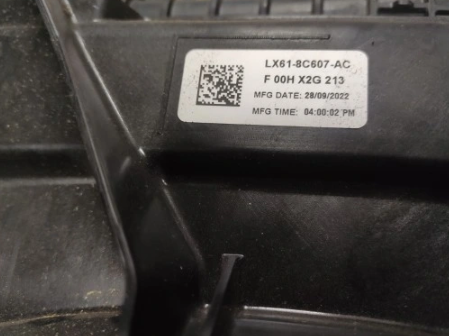 LX61-8C607-AC
F 00H X2G 213
MFG DATE: 28/09/2022
MFG TIME: 04:00:02 PM